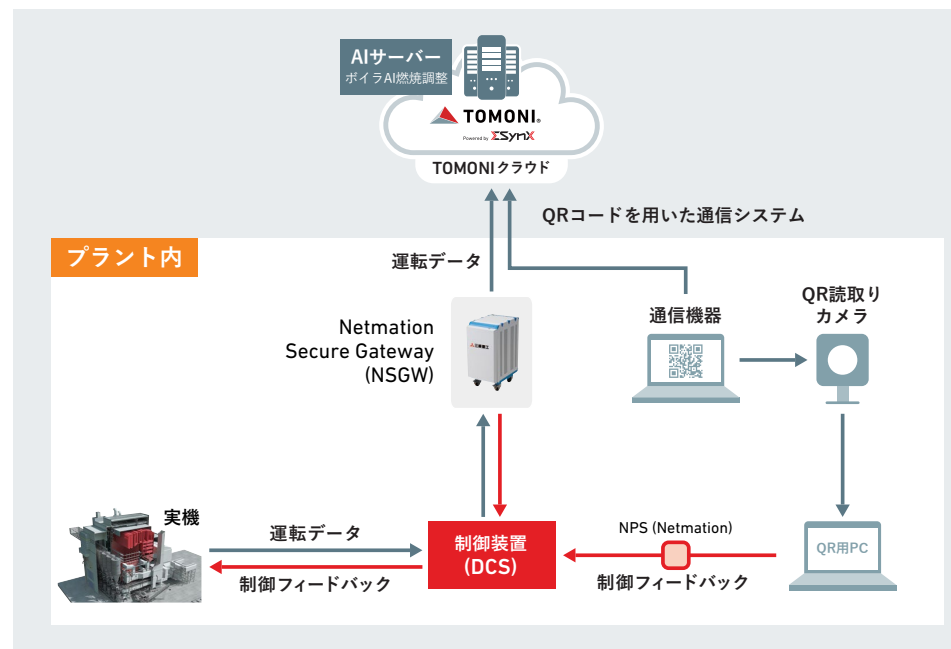 AIサーバー
ボイラAI燃焼調整
TOMONI®
Powered by ΣSynX
TOMONIクラウド
QRコードを用いた通信システム
プラント内
運転データ
Netmation
Secure Gateway
(NSGW)
三菱重工
通信機器
QR読取り
カメラ
実機
運転データ
制御フィードバック
制御装置
(DCS)
NPS (Netmation)
制御フィードバック
QR用PC